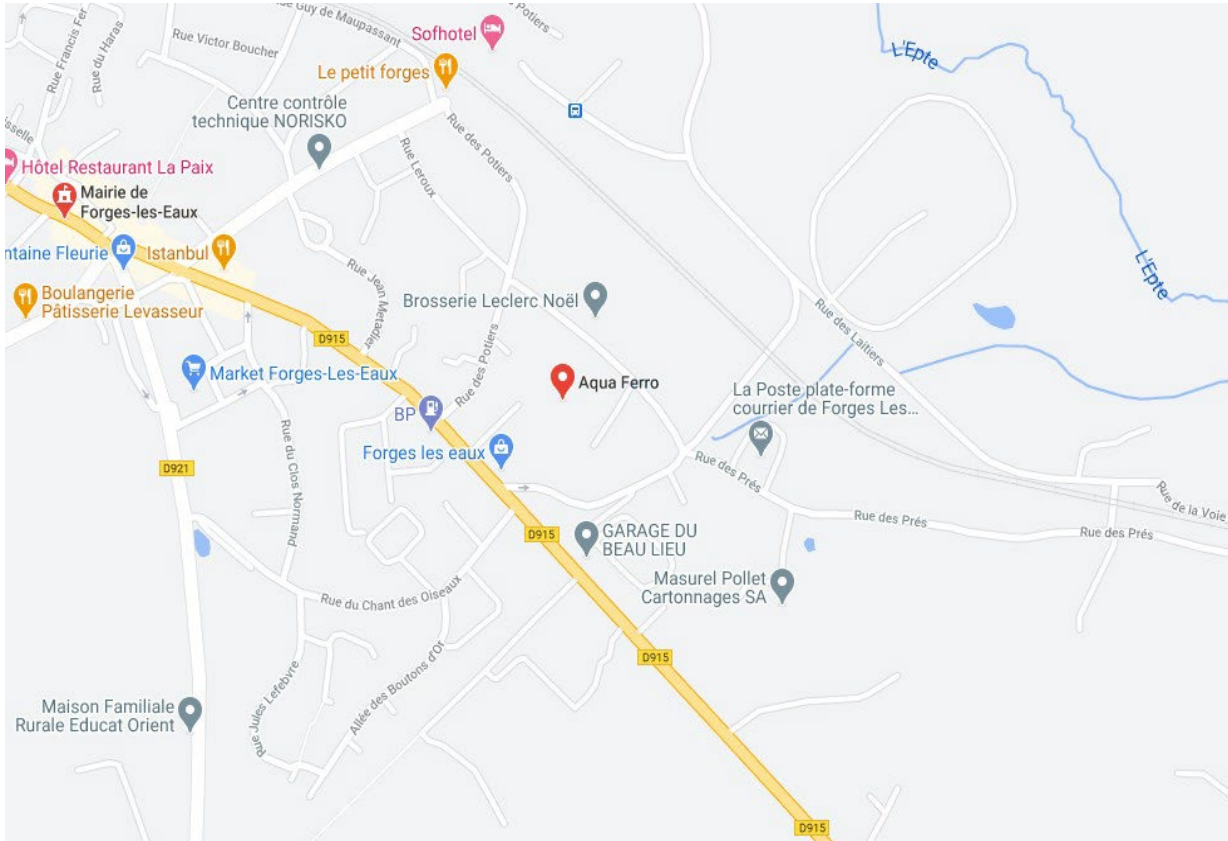 e Guy de Maupassant
des Potiers
Sofhotel
L'Epte
Rue Victor Boucher
Rue Francis Fer
Rue du Haras
Le petit forges
Centre contrôle
technique NORISKO
Rue des Potiers
Rue Leroux
isselle
Hôtel Restaurant La Paix
Mairie de
Forges-les-Eaux
ntaine Fleurie
Istanbul
Rue Jean Metadier
L'Epte
Boulangerie
Pâtisserie Levasseur
Brosserie Leclerc Noël
Rue des Laitiers
D915
Rue des Potiers
Market Forges-Les-Eaux
Aqua Ferro
La Poste plate-forme
courrier de Forges Les...
BP
Forges les eaux
Rue du Clos Normand
D921
Rue des Prés
Rue de la Voie
Rue des Prés
Rue des Prés
D915
GARAGE DU
BEAU LIEU
Masurel Pollet
Cartonnages SA
Rue du Chant des Oiseaux
D915
Rue Jules Lefebvre
Allée des Boutons d'Or
Maison Familiale
Rurale Educat Orient
D915